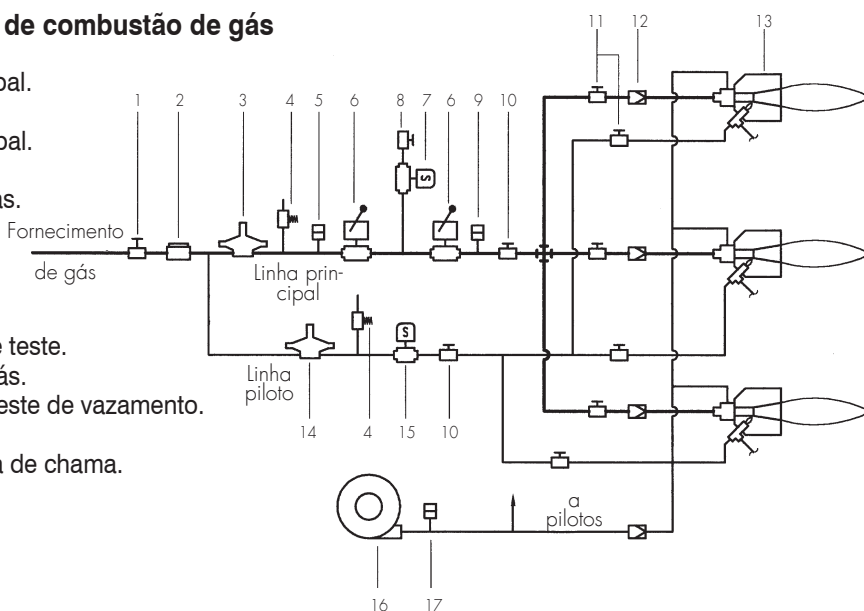 de combustão de gás
pal.
pal.
as.
e teste.
ás.
este de vazamento.
a de chama.
1 2 3 4 5 6 8 7 6 9 10 11 12 13
S
Fornecimento
de gás
Linha prin-
cipal
S
Linha
piloto
14 4 15 10
a
pilotos
16 17